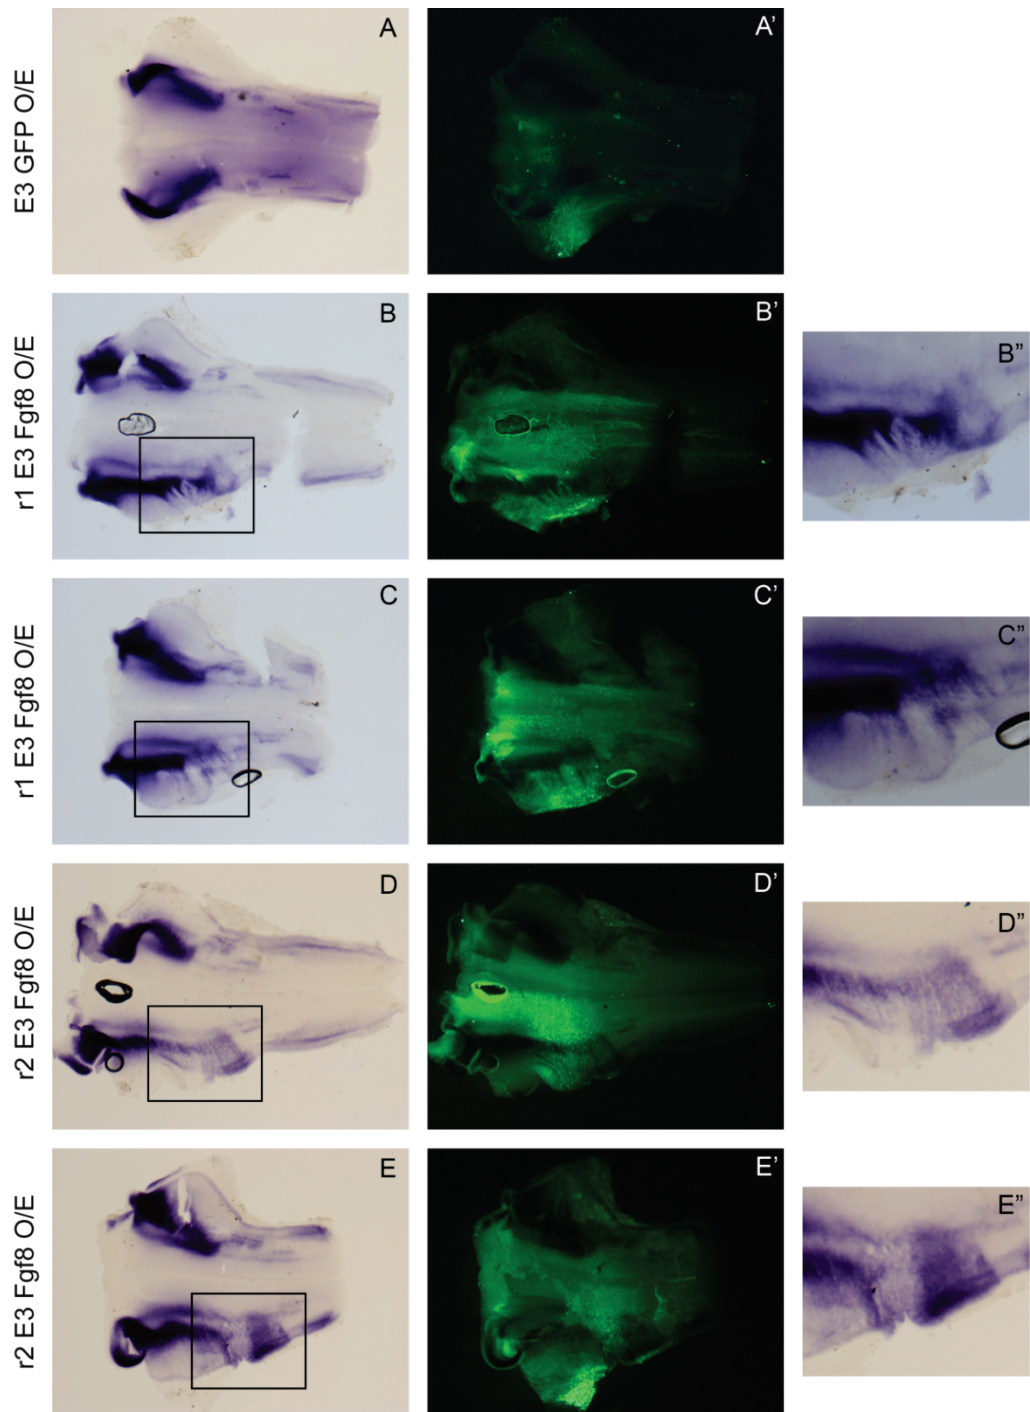 E3 GFP O/E
A
A’
r1 E3 Fgf8 O/E
B
B’
B”
r1 E3 Fgf8 O/E
C
C’
C”
r2 E3 Fgf8 O/E
D
D’
D”
r2 E3 Fgf8 O/E
E
E’
E”